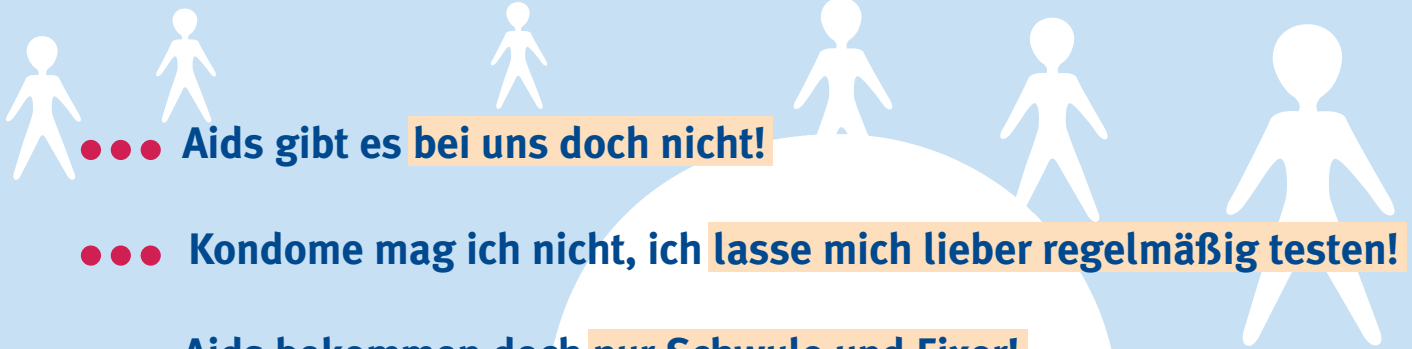 Aids gibt es bei uns doch nicht!
Kondome mag ich nicht, ich lasse mich lieber regelmäßig testen!
Aids bekommen doch nur Schwule und Fixer!